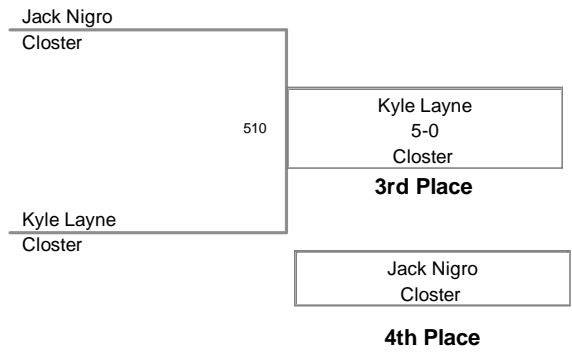 Jack Nigro
Closter
510
Kyle Layne
5-0
Closter
3rd Place
Kyle Layne
Closter
Jack Nigro
Closter
4th Place